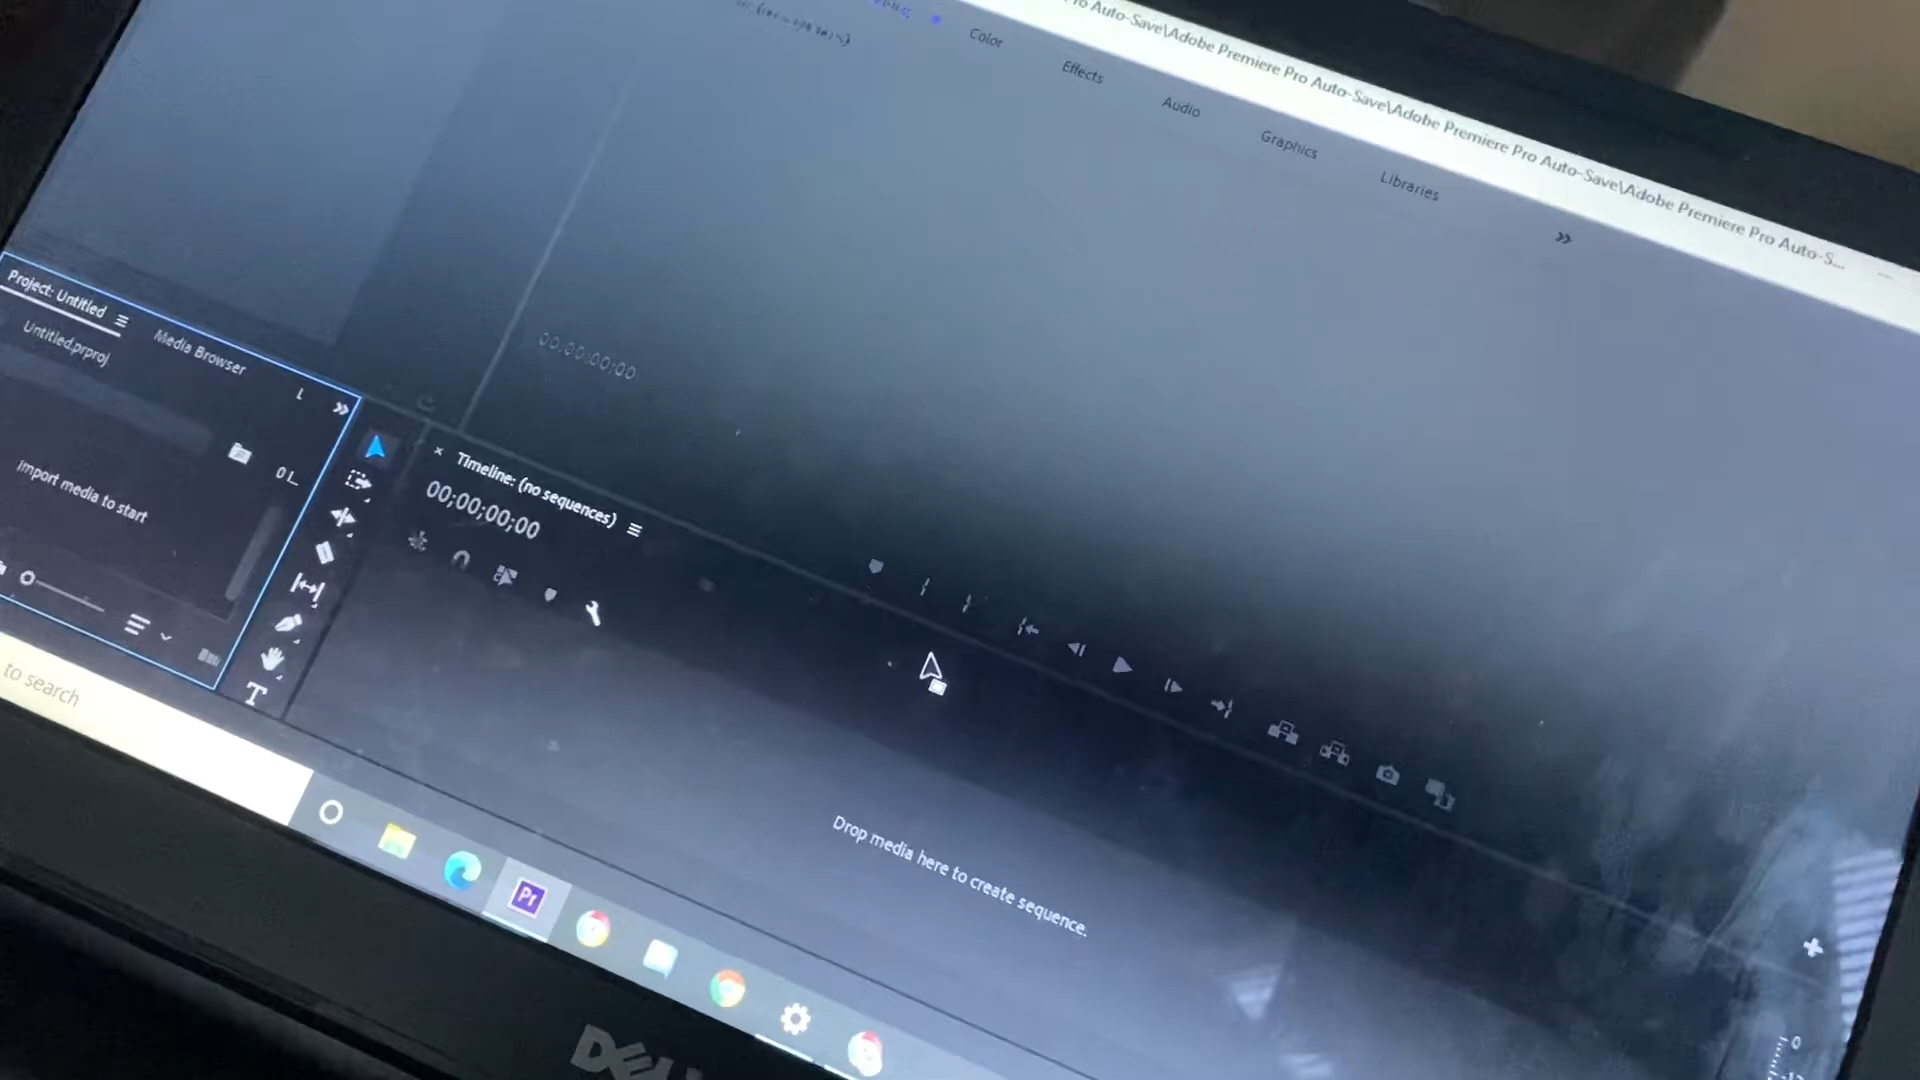 Auto-Save\Adobe Premiere Pro Auto-Save\Adobe Premiere Pro Auto-Save\Adobe Premiere Pro Auto-S...
Color
Effects
Audio
Graphics
Libraries
Project: Untitled
Media Browser
Untitled.prproj
00;00;00;00
Import media to start
Timeline: (no sequences)
00;00;00;00
T
Drop media here to create sequence.
to search
Pr
0
DELL